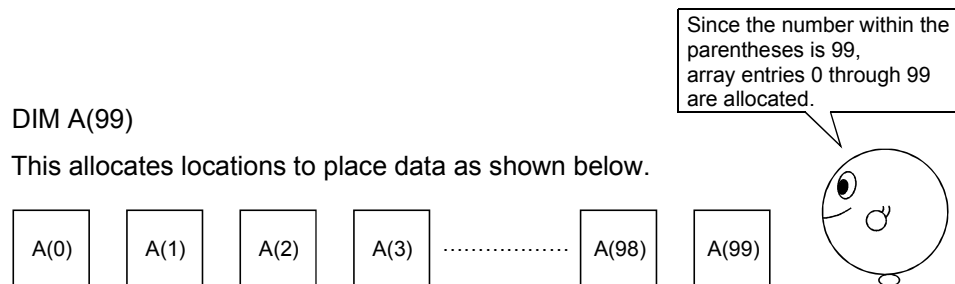 Since the number within the
parentheses is 99,
array entries 0 through 99
are allocated.
DIM A(99)
This allocates locations to place data as shown below.
A(0) A(1) A(2) A(3) .................. A(98) A(99)